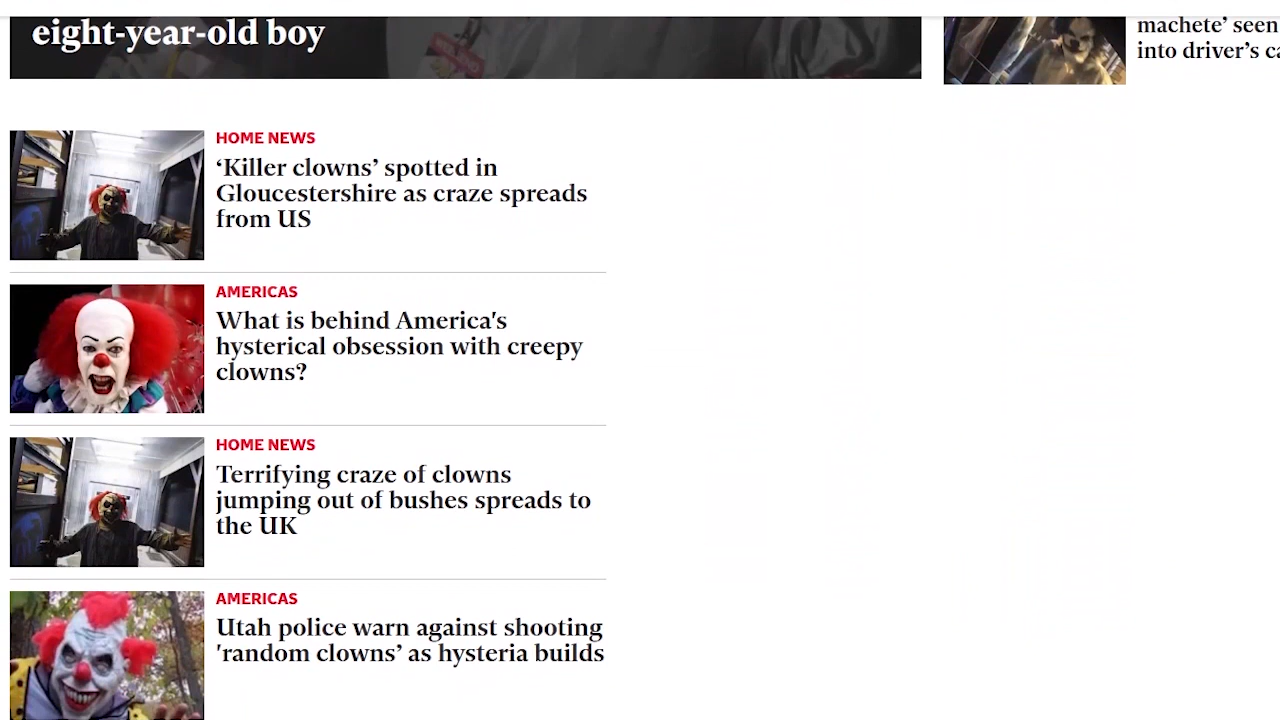 eight-year-old boy
machete’ seen
into driver’s
HOME NEWS
‘Killer clowns’ spotted in
Gloucestershire as craze spreads
from US
AMERICAS
What is behind America's
hysterical obsession with creepy
clowns?
HOME NEWS
Terrifying craze of clowns
jumping out of bushes spreads to
the UK
AMERICAS
Utah police warn against shooting
'random clowns’ as hysteria builds